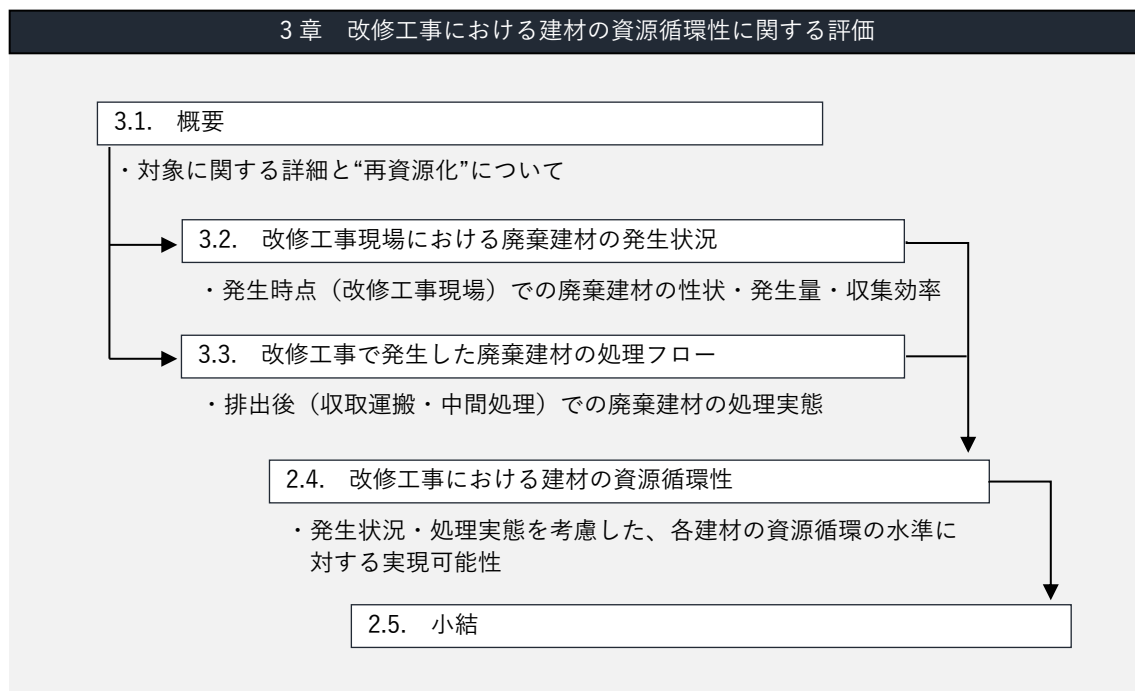 3章　改修工事における建材の資源循環性に関する評価
3.1.　概要
・対象に関する詳細と“再資源化”について
3.2.　改修工事現場における廃棄建材の発生状況
・発生時点（改修工事現場）での廃棄建材の性状・発生量・収集効率
3.3.　改修工事で発生した廃棄建材の処理フロー
・排出後（収取運搬・中間処理）での廃棄建材の処理実態
2.4.　改修工事における建材の資源循環性
・発生状況・処理実態を考慮した、各建材の資源循環の水準に
対する実現可能性
2.5.　小結